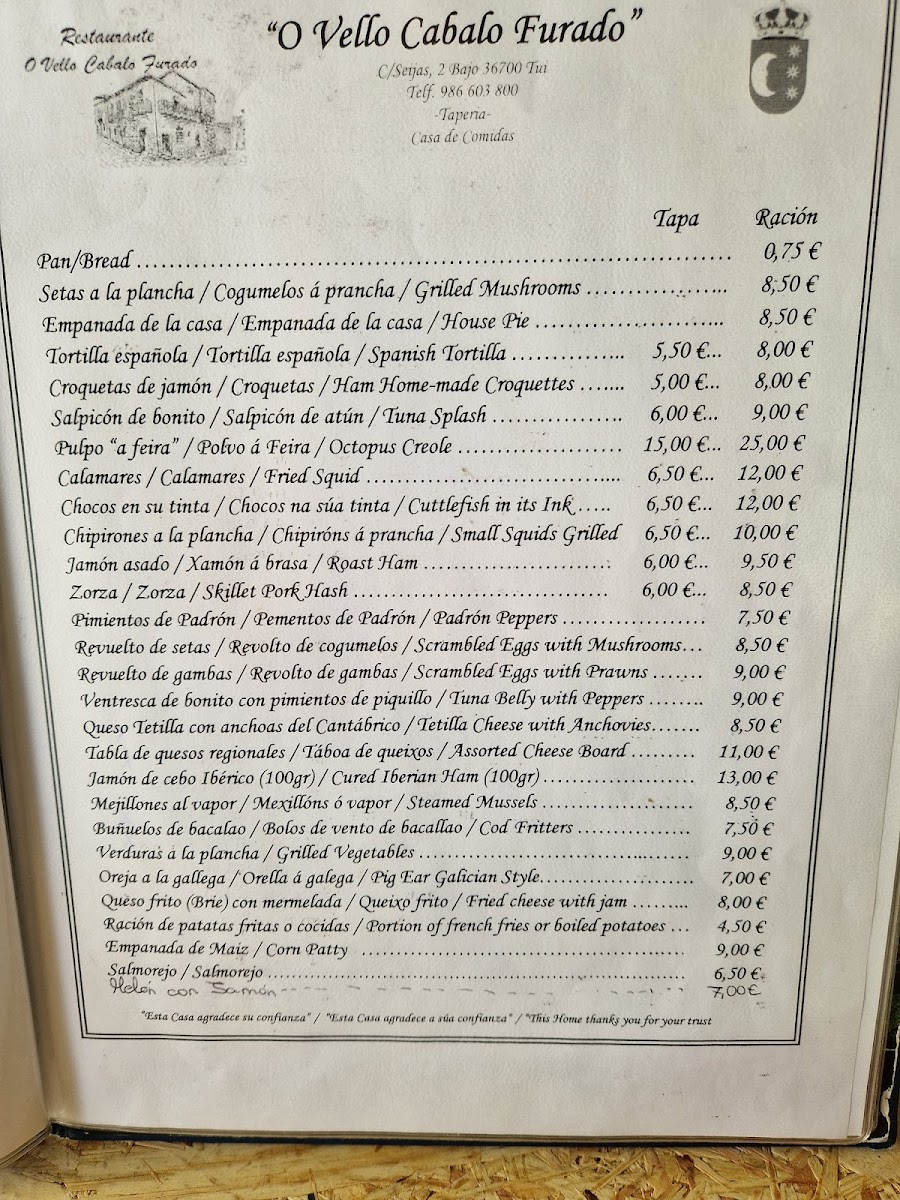 Restaurante
O Vello Cabalo Furado
"O Vello Cabalo Furado"
C/Seijas, 2 Bajo 36700 Tui
Telf. 986 603 800
-Taperia-
Casa de Comidas
Tapa Ración
Pan/Bread ........ 0,75 €
Setas a la plancha / Cogumelos á prancha / Grilled Mushrooms ........ 8,50 €
Empanada de la casa / Empanada de la casa / House Pie ........ 8,50 €
Tortilla española / Tortilla española / Spanish Tortilla ........ 5,50 €... 8,00 €
Croquetas de jamón / Croquetas / Ham Home-made Croquettes ....... 5,00 €... 8,00 €
Salpicón de bonito / Salpicón de atún / Tuna Splash ........ 6,00 €... 9,00 €
Pulpo "a feira" / Polvo á Feira / Octopus Creole ........ 15,00 €... 25,00 €
Calamares / Calamares / Fried Squid ........ 6,50 €... 12,00 €
Chocos en su tinta / Chocos na súa tinta / Cuttlefish in its Ink ..... 6,50 €... 12,00 €
Chipirones a la plancha / Chipiróns á prancha / Small Squids Grilled 6,50 €... 10,00 €
Jamón asado / Xamón á brasa / Roast Ham ........ 6,00 €... 9,50 €
Zorza / Zorza / Skillet Pork Hash ........ 6,00 €... 8,50 €
Pimientos de Padrón / Pementos de Padrón / Padrón Peppers ........ 7,50 €
Revuelto de setas / Revolto de cogumelos / Scrambled Eggs with Mushrooms... 8,50 €
Revuelto de gambas / Revolto de gambas / Scrambled Eggs with Prawns ....... 9,00 €
Ventresca de bonito con pimientos de piquillo / Tuna Belly with Peppers ........ 9,00 €
Queso Tetilla con anchoas del Cantábrico / Tetilla Cheese with Anchovies....... 8,50 €
Tabla de quesos regionales / Táboa de queixos / Assorted Cheese Board ......... 11,00 €
Jamón de cebo Ibérico (100gr) / Cured Iberian Ham (100gr) ........ 13,00 €
Mejillones al vapor / Mexillóns ó vapor / Steamed Mussels ........ 8,50 €
Buñuelos de bacalao / Bolos de vento de bacallao / Cod Fritters ........ 7,50 €
Verduras a la plancha / Grilled Vegetables ........ 9,00 €
Oreja a la gallega / Orella á galega / Pig Ear Galician Style ........ 7,00 €
Queso frito (Brie) con mermelada / Queixo frito / Fried cheese with jam ......... 8,00 €
Ración de patatas fritas o cocidas / Portion of french fries or boiled potatoes ... 4,50 €
Empanada de Maiz / Corn Patty ........ 9,00 €
Salmorejo / Salmorejo ........ 6,50 €
Melón con Jamón -------- 7,00 €
"Esta Casa agradece su confianza" / "Esta Casa agradece a súa confianza" / "This Home thanks you for your trust